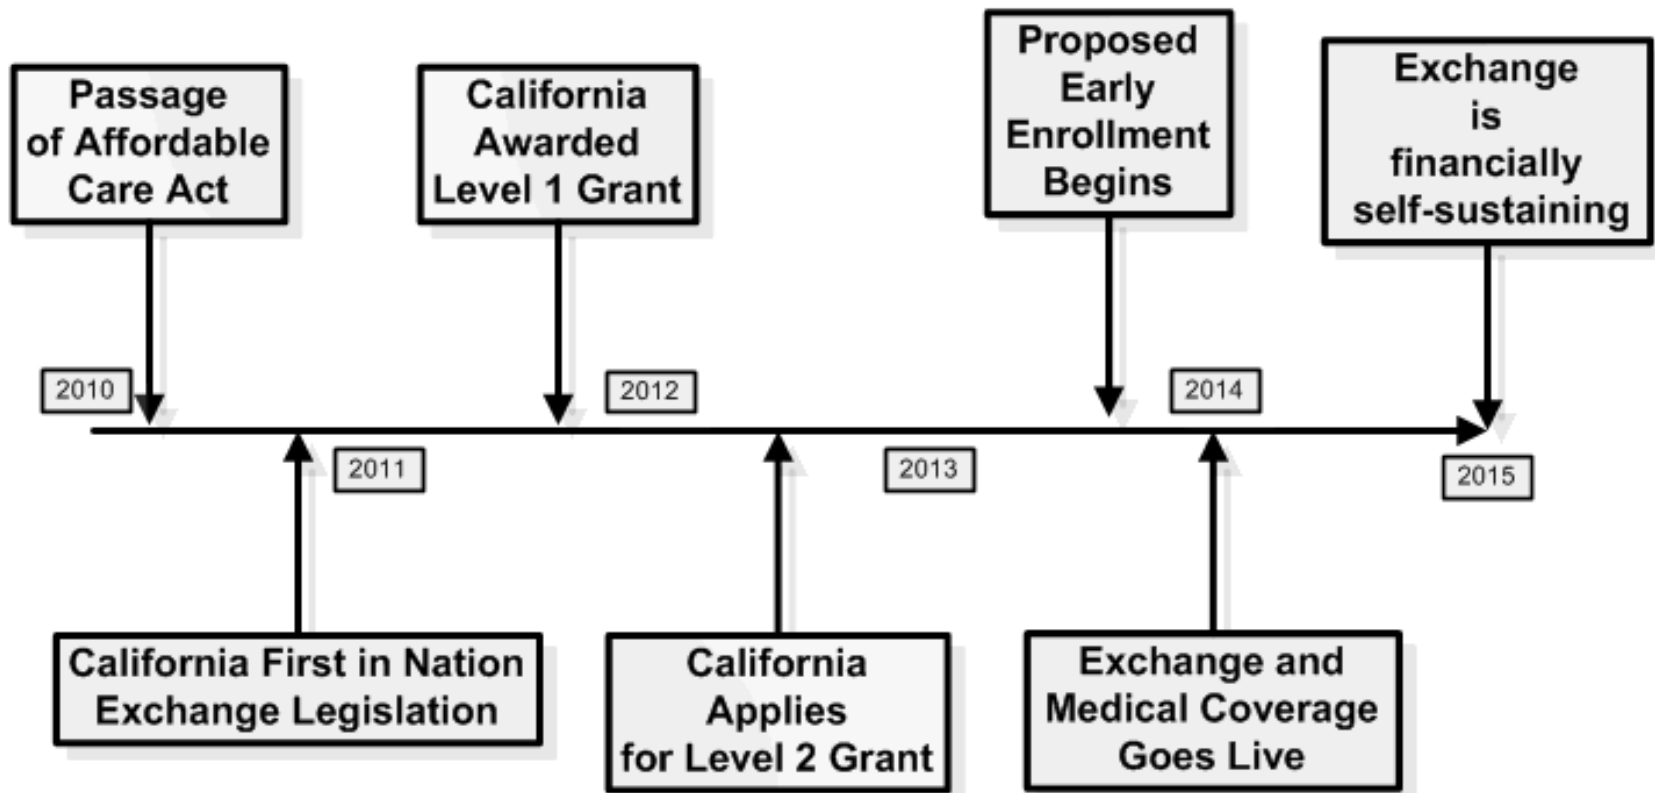 Passage
of Affordable
Care Act
California
Awarded
Level 1 Grant
Proposed
Early
Enrollment
Begins
Exchange
is
financially
self-sustaining
2010
2012
2014
2011
2013
2015
California First in Nation
Exchange Legislation
California
Applies
for Level 2 Grant
Exchange and
Medical Coverage
Goes Live